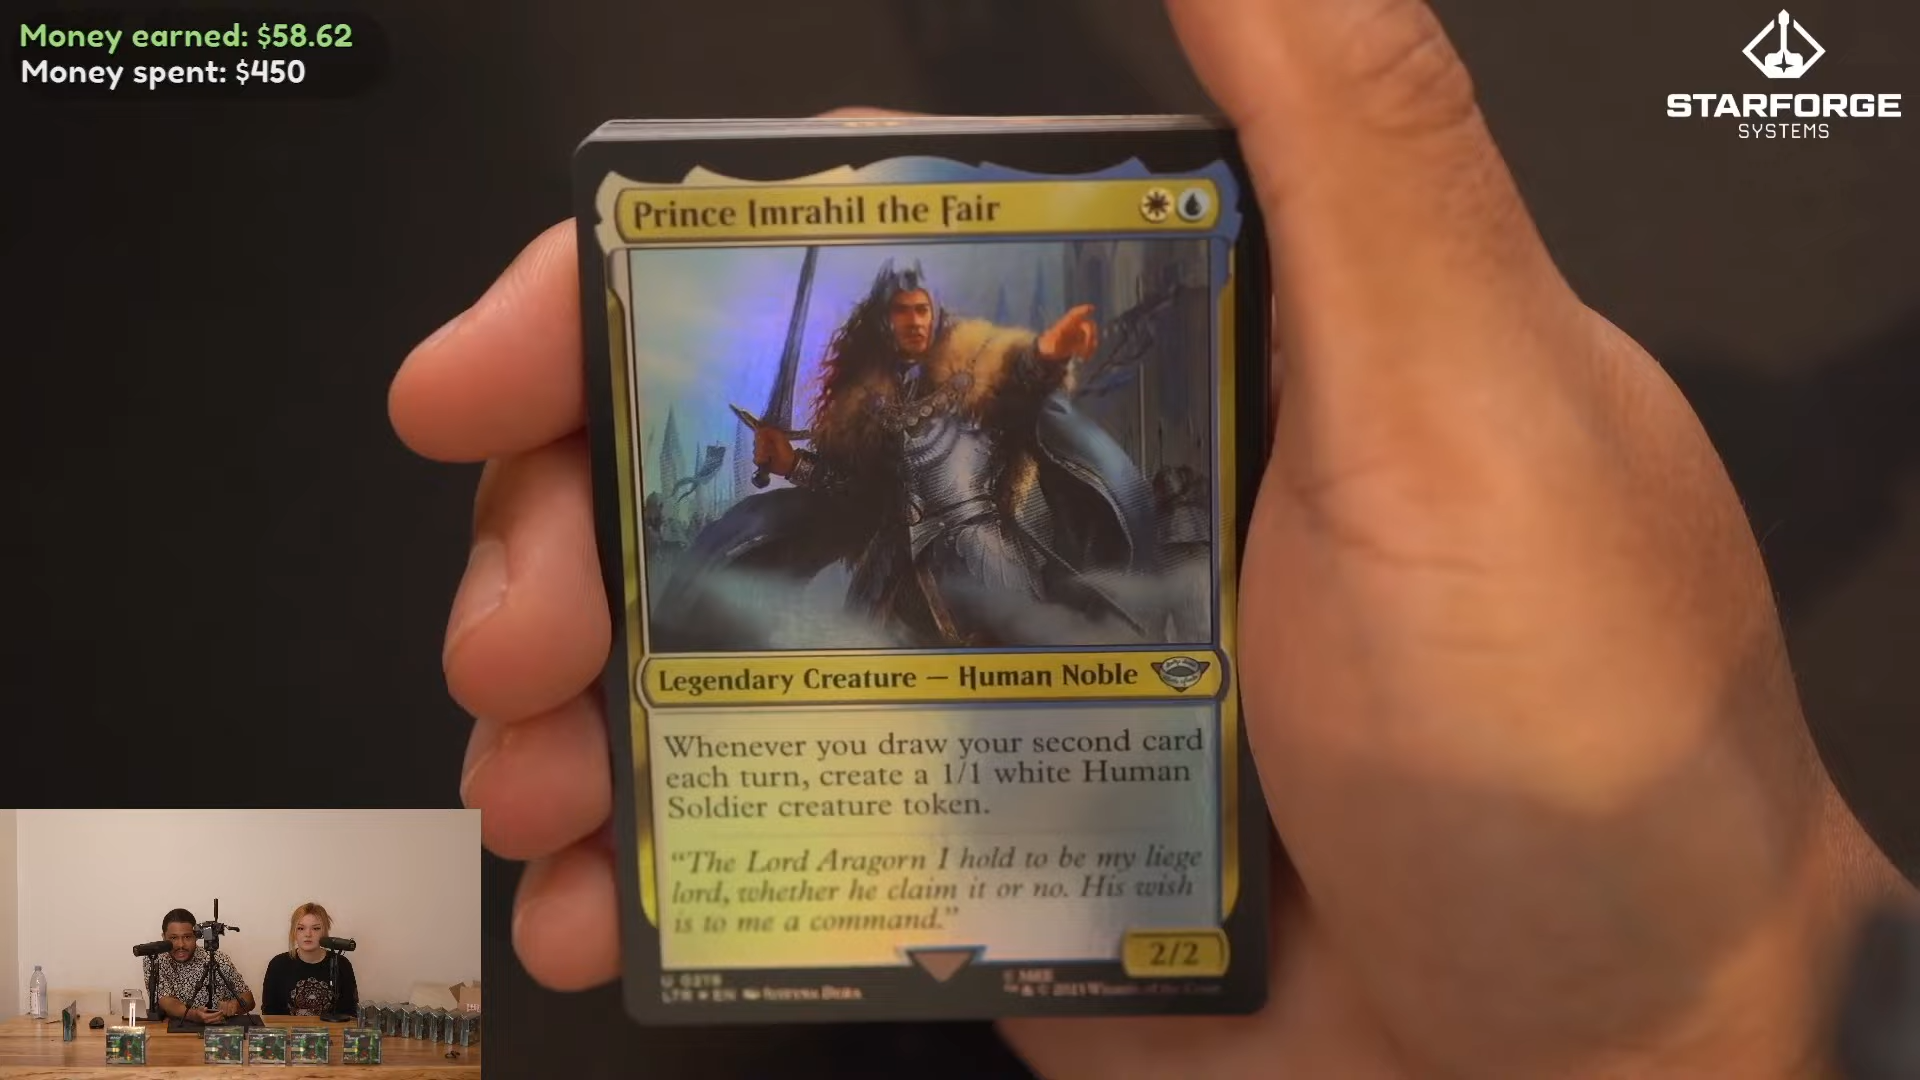 Money earned: $58.62
Money spent: $450
STARFORGE
SYSTEMS
Prince Imrahil the Fair
Legendary Creature — Human Noble
Whenever you draw your second card
each turn, create a 1/1 white Human
Soldier creature token.
“The Lord Aragorn I hold to be my liege
lord, whether he claim it or no. His wish
is to me a command.”
2/2
LTR EN